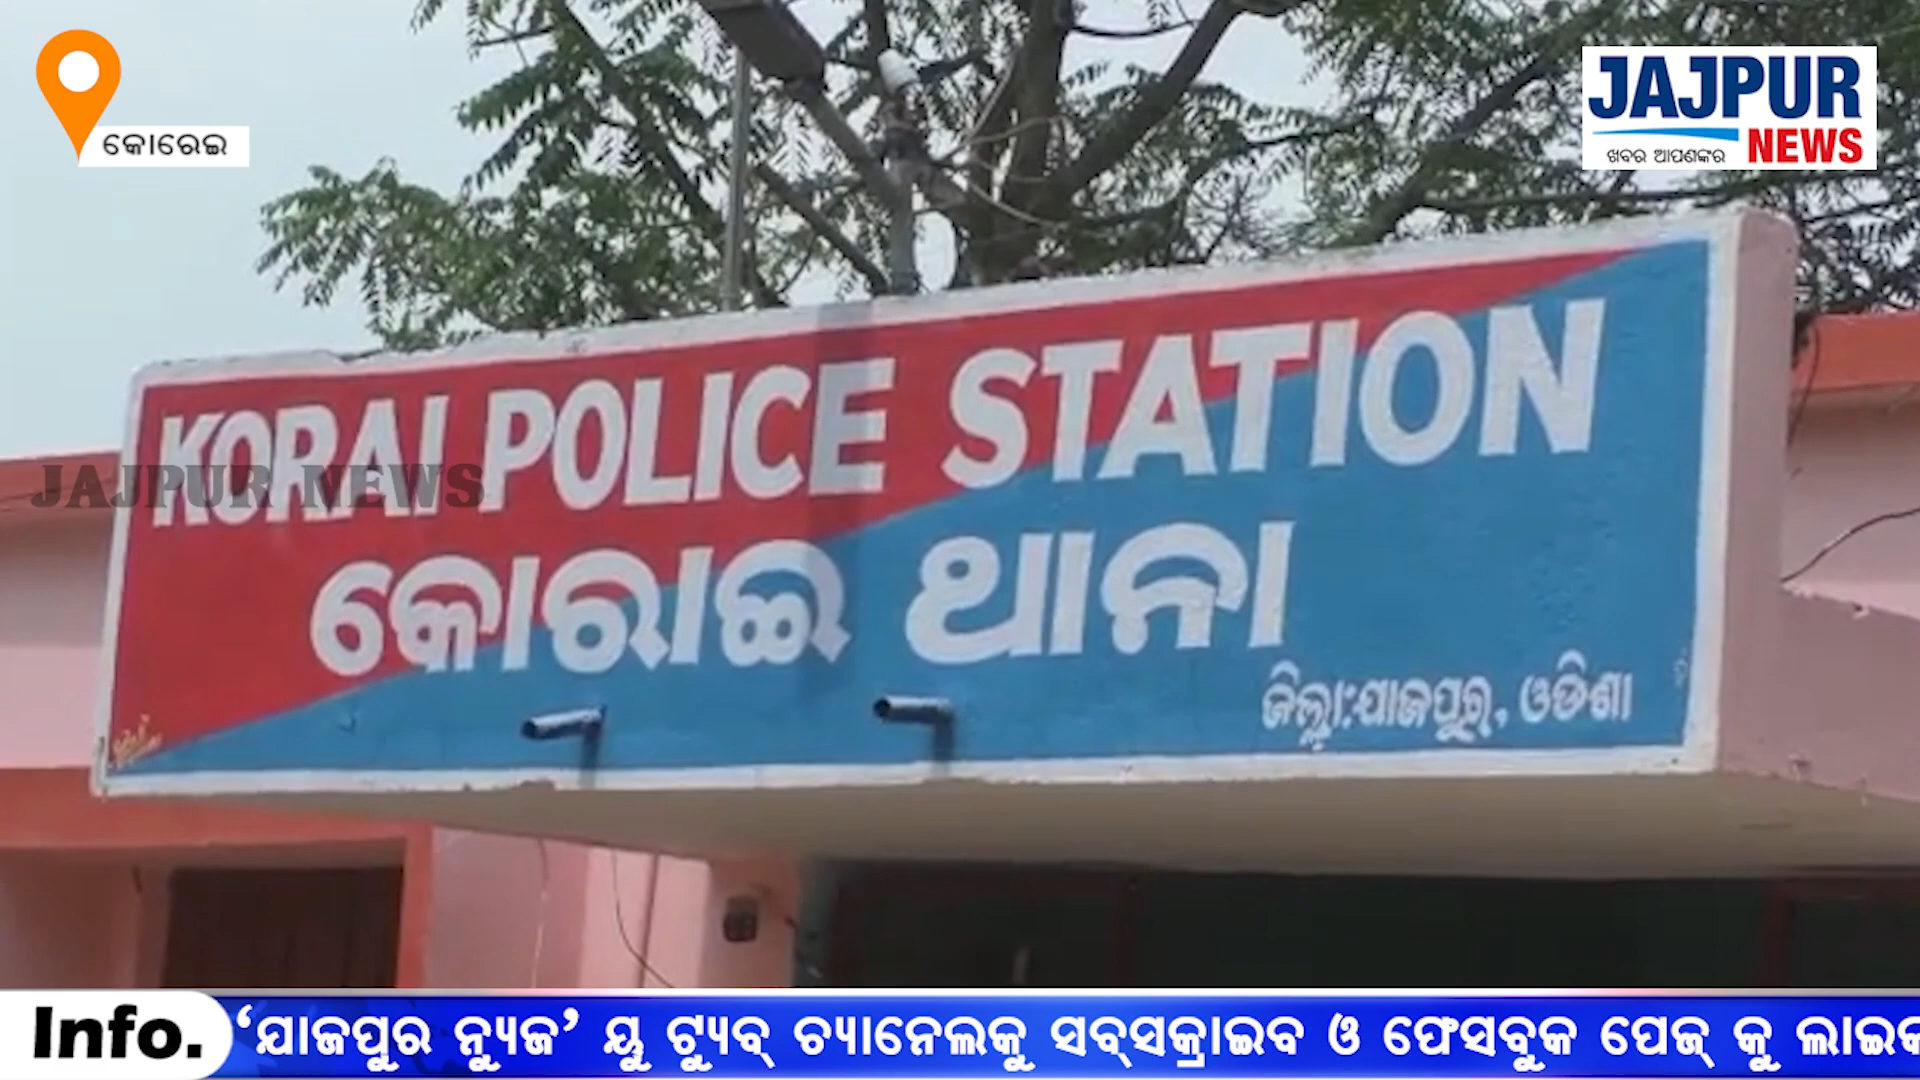 କୋରେଇ
JAJPUR
ଖବର ଆପଣଙ୍କର NEWS
KORAI POLICE STATION
JAJPUR NEWS
କୋରାଇ ଥାନା
ଜିଲ୍ଲା:ଯାଜପୁର, ଓଡିଶା
Info. ‘ଯାଜପୁର ନ୍ୟୁଜ’ ୟୁ ଟ୍ୟୁବ୍ ଚ୍ୟାନେଲକୁ ସବ୍‌ସକ୍ରାଇବ ଓ ଫେସବୁକ ପେଜ୍ କୁ ଲାଇକ